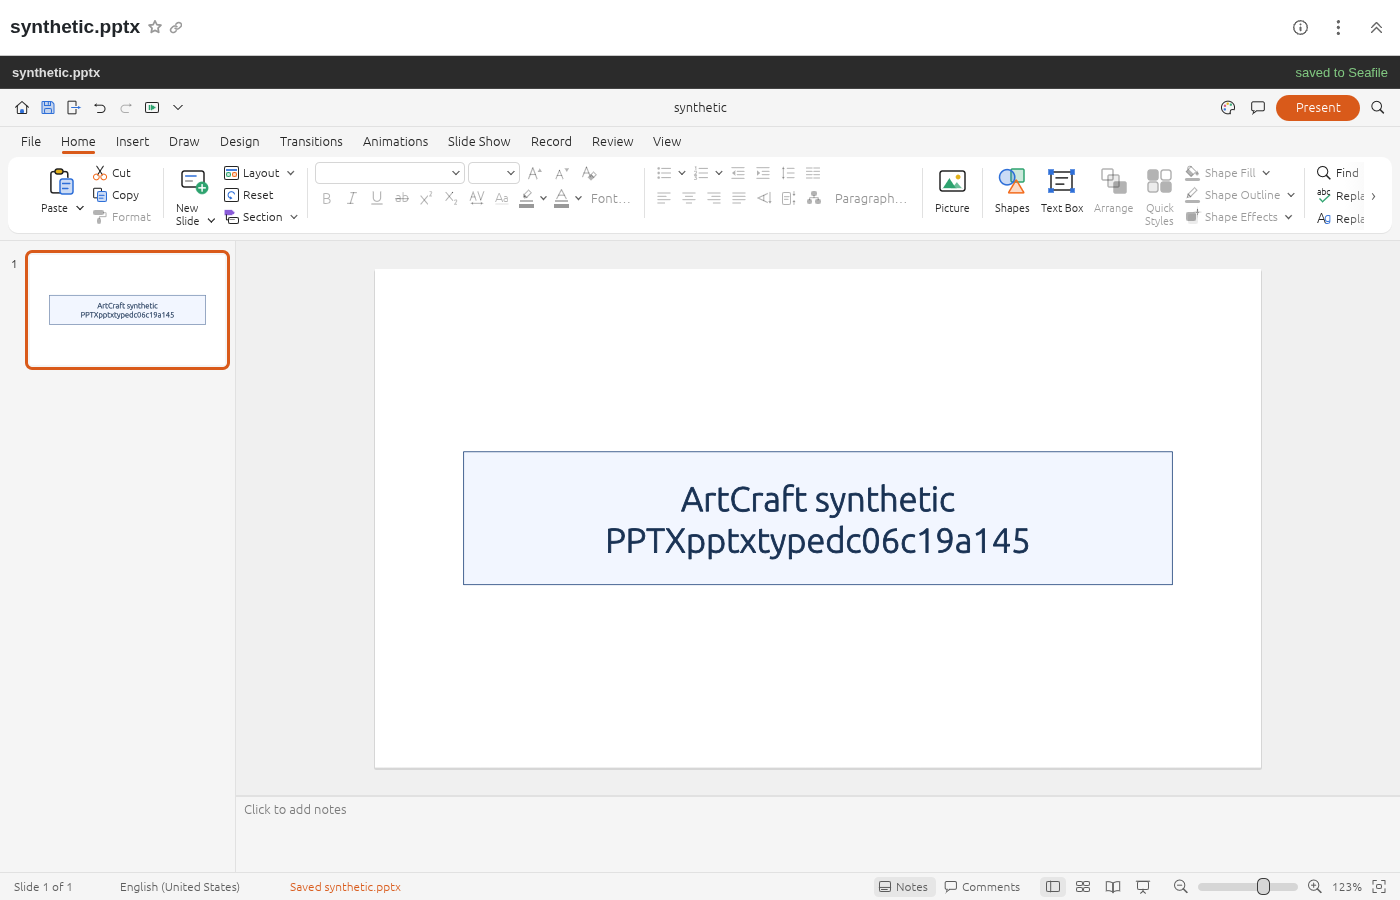 synthetic.pptx
synthetic.pptx
saved to Seafile
synthetic
Present
File Home Insert Draw Design Transitions Animations Slide Show Record Review View
Paste
Cut
Copy
Format
New Slide
Layout
Reset
Section
Font...
Paragraph...
Picture
Shapes
Text Box
Arrange
Quick Styles
Shape Fill
Shape Outline
Shape Effects
Find
Repla
Repla
1
ArtCraft synthetic
PPTXpptxtypedc06c19a145
ArtCraft synthetic
PPTXpptxtypedc06c19a145
Click to add notes
Slide 1 of 1
English (United States)
Saved synthetic.pptx
Notes
Comments
123%